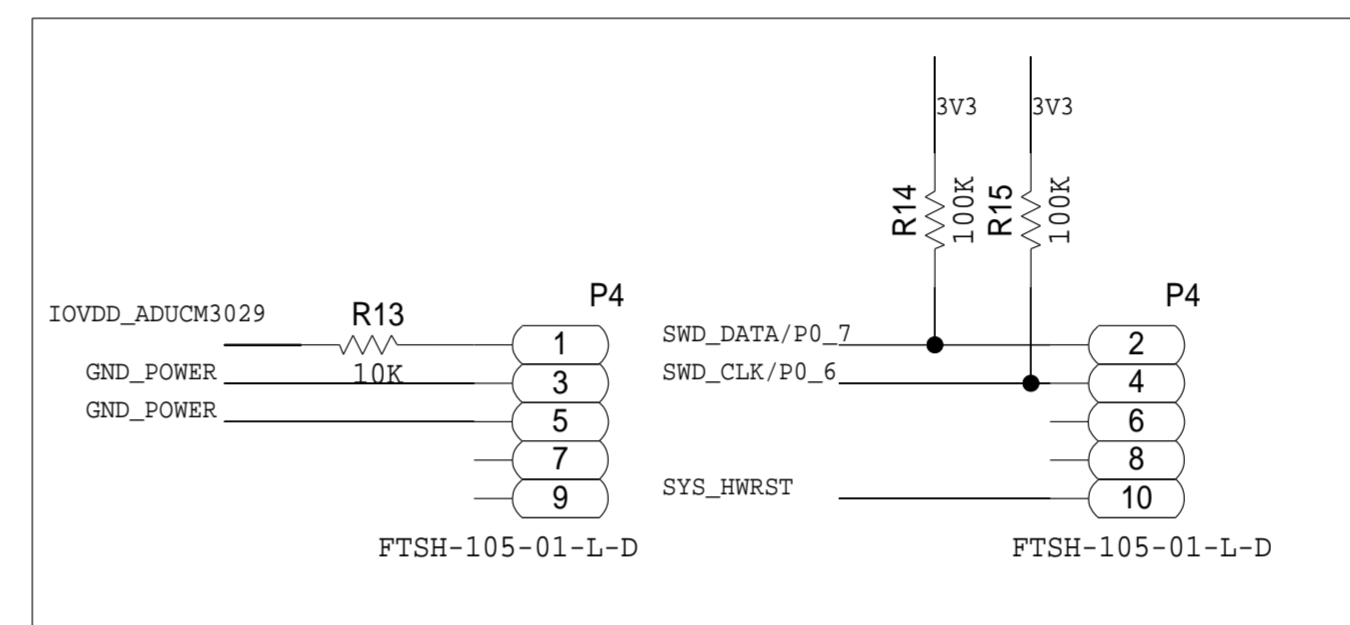 3V3
3V3
R14
100K
R15
100K
P4
P4
IOVDD_ADUCM3029
R13
10K
GND_POWER
GND_POWER
1
3
5
7
9
FTSH-105-01-L-D
SWD_DATA/P0_7
SWD_CLK/P0_6
SYS_HWRST
2
4
6
8
10
FTSH-105-01-L-D